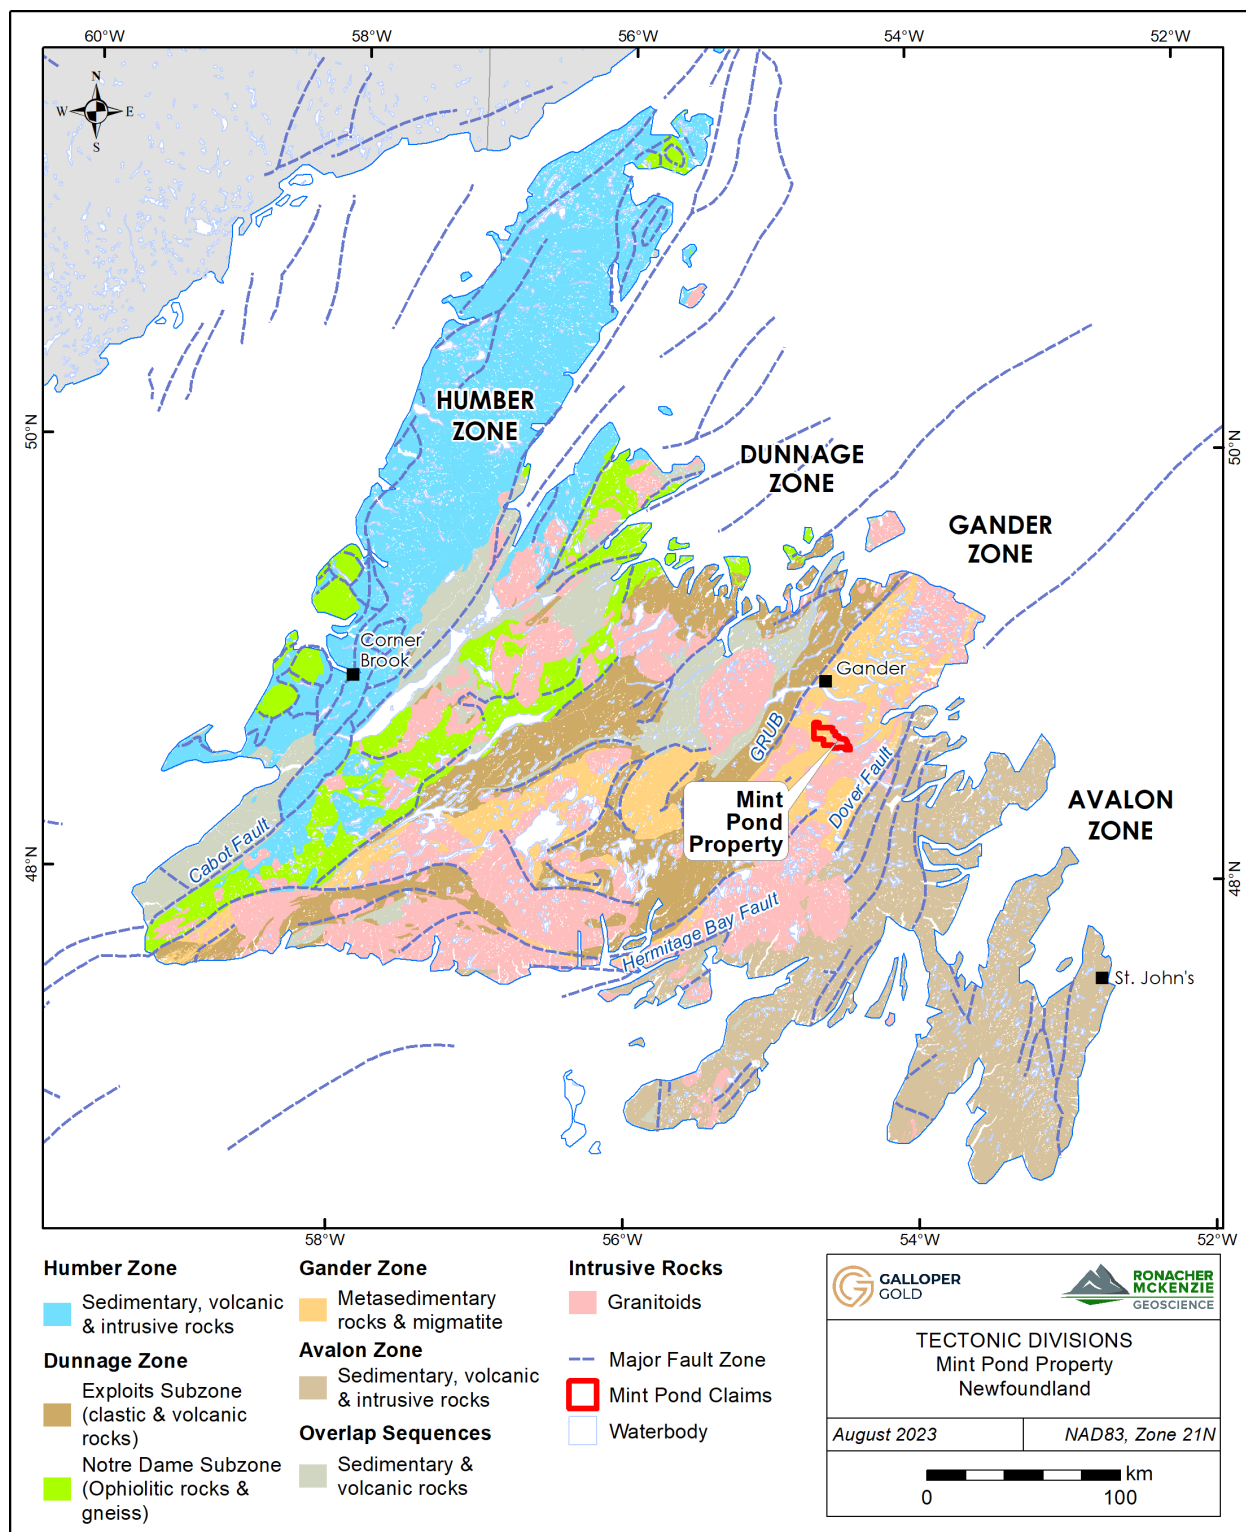 60°W
58°W
56°W
54°W
52°W
N
W
E
S
50°N
50°N
48°N
48°N
HUMBER
ZONE
DUNNAGE
ZONE
GANDER
ZONE
AVALON
ZONE
Corner
Brook
Gander
GRUB
Dover Fault
Mint
Pond
Property
Cabot Fault
Hermitage Bay Fault
St. John's
58°W
56°W
54°W
52°W
Humber Zone
Sedimentary, volcanic
& intrusive rocks
Dunnage Zone
Exploits Subzone
(clastic & volcanic
rocks)
Notre Dame Subzone
(Ophiolitic rocks &
gneiss)
Gander Zone
Metasedimentary
rocks & migmatite
Avalon Zone
Sedimentary, volcanic
& intrusive rocks
Overlap Sequences
Sedimentary &
volcanic rocks
Intrusive Rocks
Granitoids
Major Fault Zone
Mint Pond Claims
Waterbody
GALLOPER
GOLD
RONACHER
MCKENZIE
GEOSCIENCE
TECTONIC DIVISIONS
Mint Pond Property
Newfoundland
August 2023
NAD83, Zone 21N
km
0
100